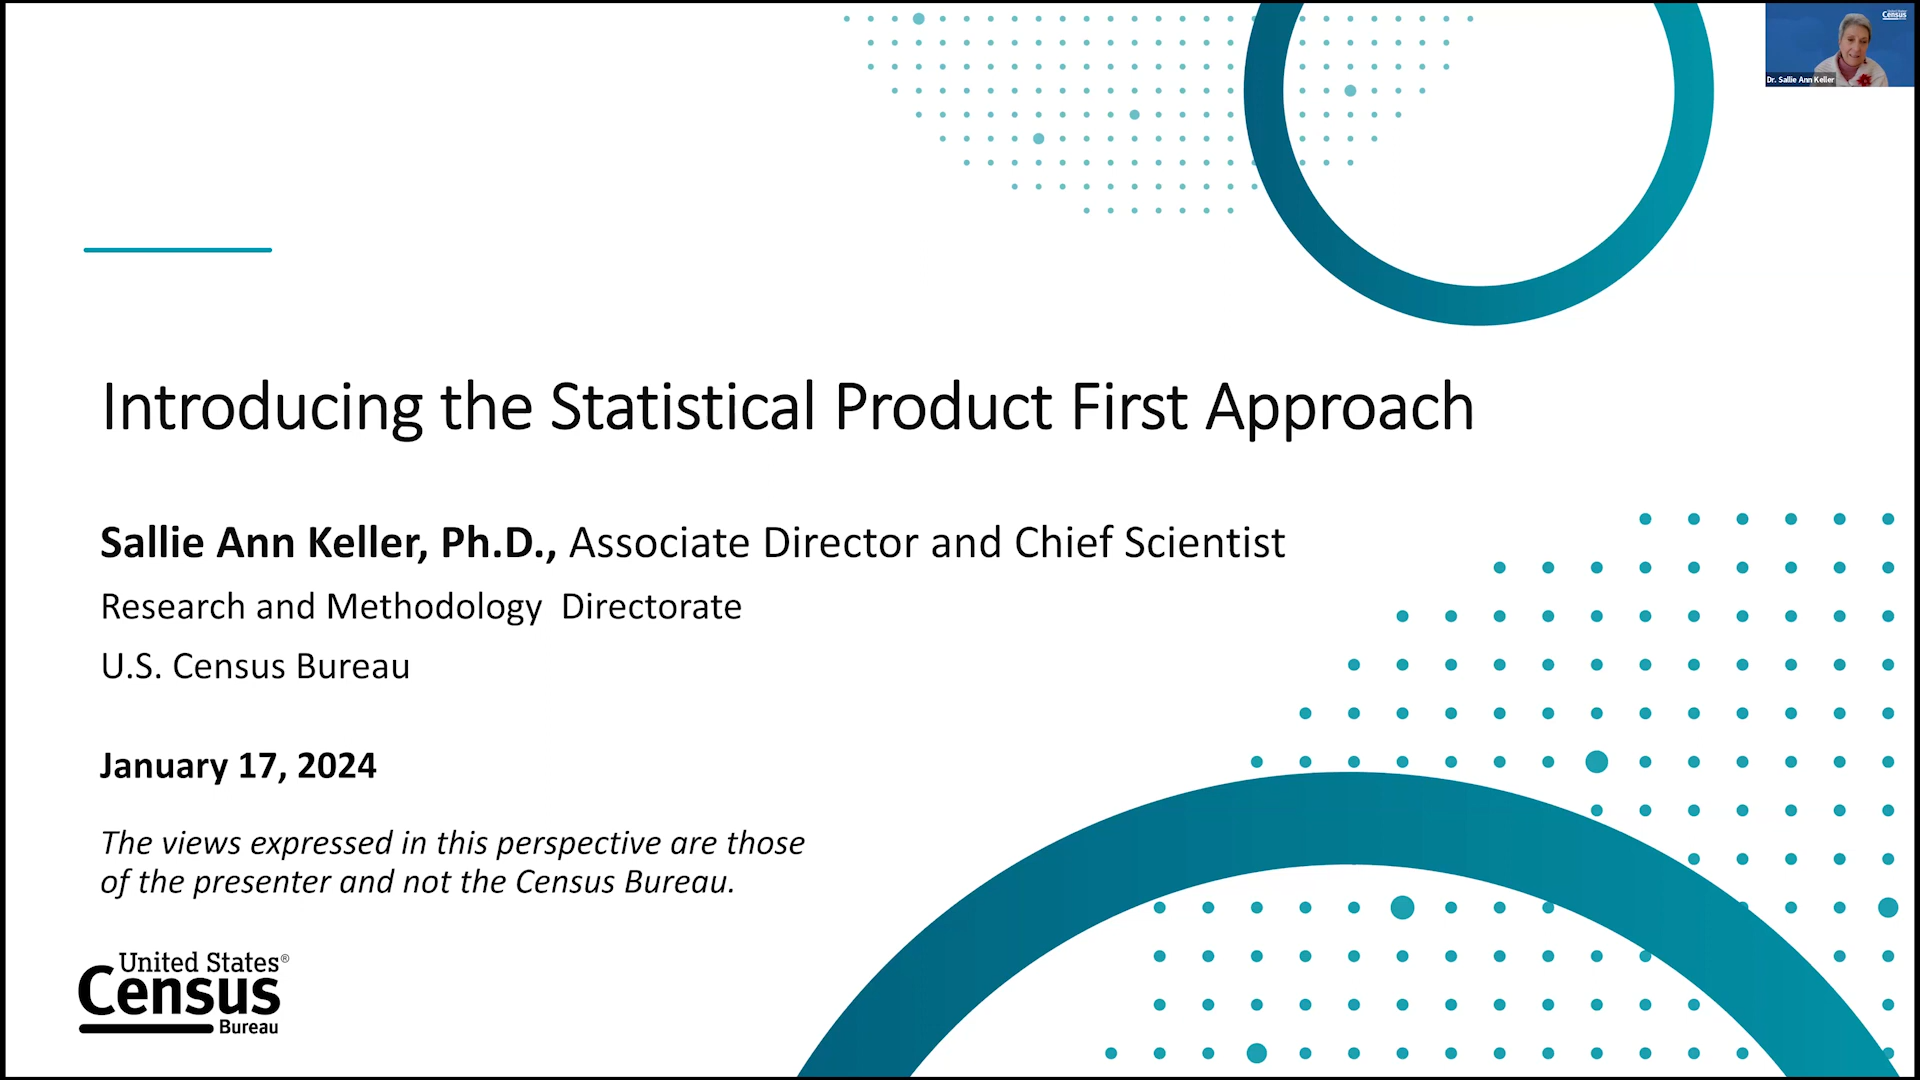 Census
Dr. Sallie Ann Keller
Introducing the Statistical Product First Approach
Sallie Ann Keller, Ph.D., Associate Director and Chief Scientist
Research and Methodology  Directorate
U.S. Census Bureau
January 17, 2024
The views expressed in this perspective are those
of the presenter and not the Census Bureau.
United States®
Census
Bureau